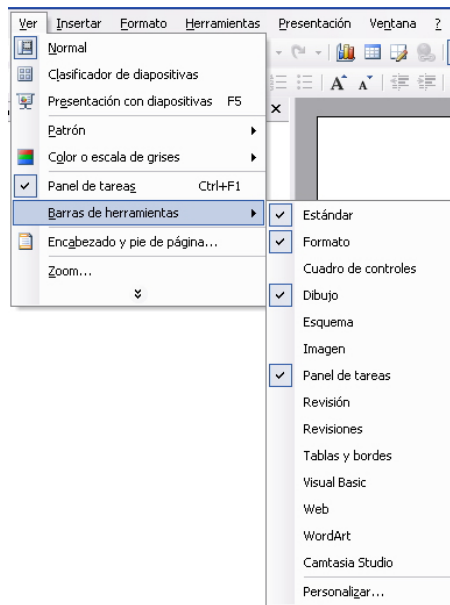 Ver Insertar Formato Herramientas Presentación Ventana ?
Normal
Clasificador de diapositivas
Presentación con diapositivas F5
Patrón
Color o escala de grises
Panel de tareas Ctrl+F1
Barras de herramientas
Encabezado y pie de página...
Zoom...
Estándar
Formato
Cuadro de controles
Dibujo
Esquema
Imagen
Panel de tareas
Revisión
Revisiones
Tablas y bordes
Visual Basic
Web
WordArt
Camtasia Studio
Personalizar...